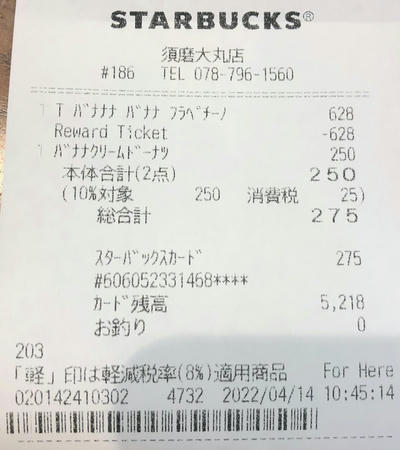 STARBUCKS®
須磨大丸店
#186 TEL 078-796-1560
1 T バナナナ バナナ フラペチーノ 628
Reward Ticket -628
1 バナナクリームドーナツ 250
本体合計(2点) 250
(10%対象 250 消費税 25)
総合計 275
スターバックスカード 275
#606052331468****
カード残高 5,218
お釣り 0
203
「軽」印は軽減税率(8%)適用商品 For Here
020142410302 4732 2022/04/14 10:45:14